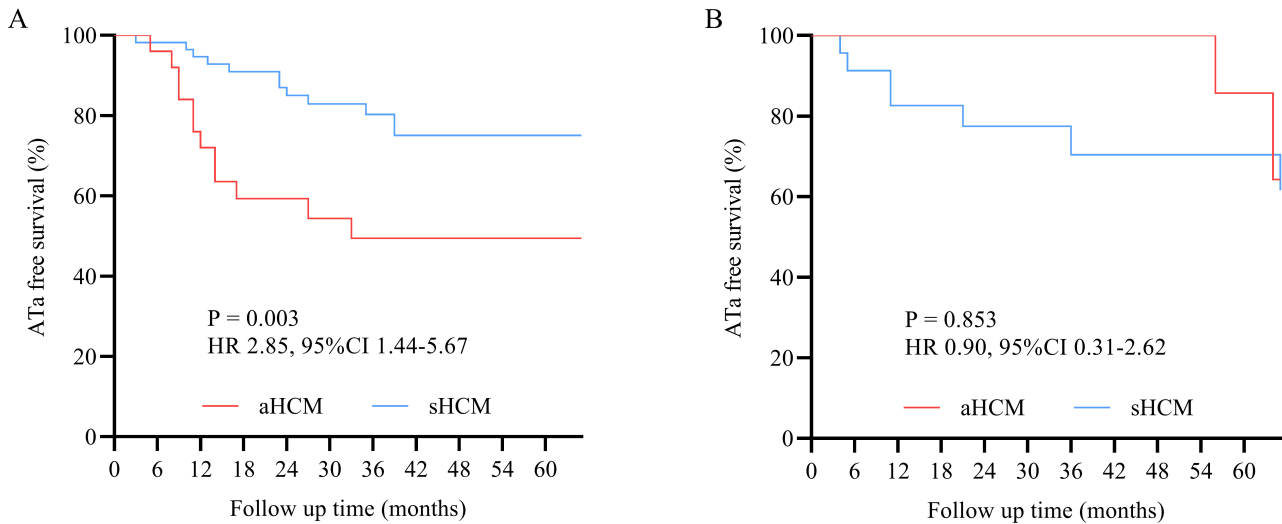 A
ATa free survival (%)
100
80
60
40
20
0
P = 0.003
HR 2.85, 95%CI 1.44-5.67
aHCM sHCM
0 6 12 18 24 30 36 42 48 54 60
Follow up time (months)
B
ATa free survival (%)
100
80
60
40
20
0
P = 0.853
HR 0.90, 95%CI 0.31-2.62
aHCM sHCM
0 6 12 18 24 30 36 42 48 54 60
Follow up time (months)